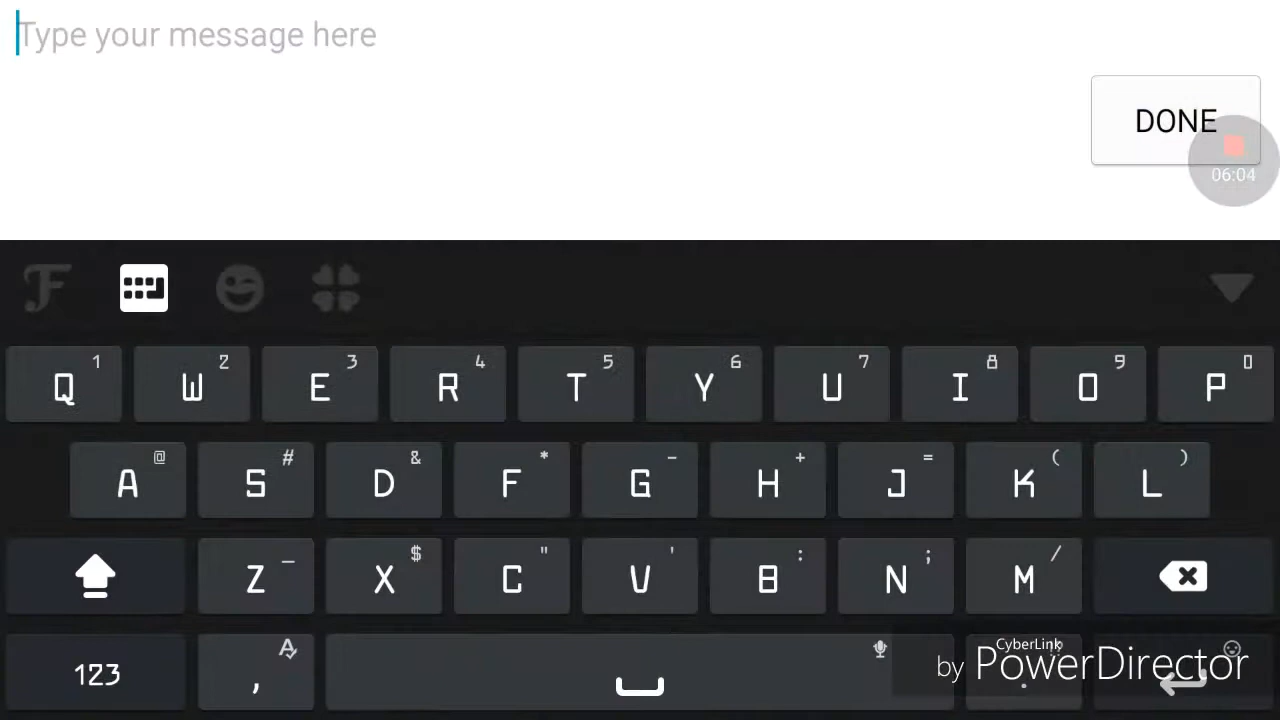 Type your message here
DONE
06:04
F
1 2 3 4 5 6 7 8 9 0
Q W E R T Y U I O P
@ # & * - + = ( )
A S D F G H J K L
_ $ " ' : ; /
Z X C V B N M
123 , .
CyberLink
by PowerDirector